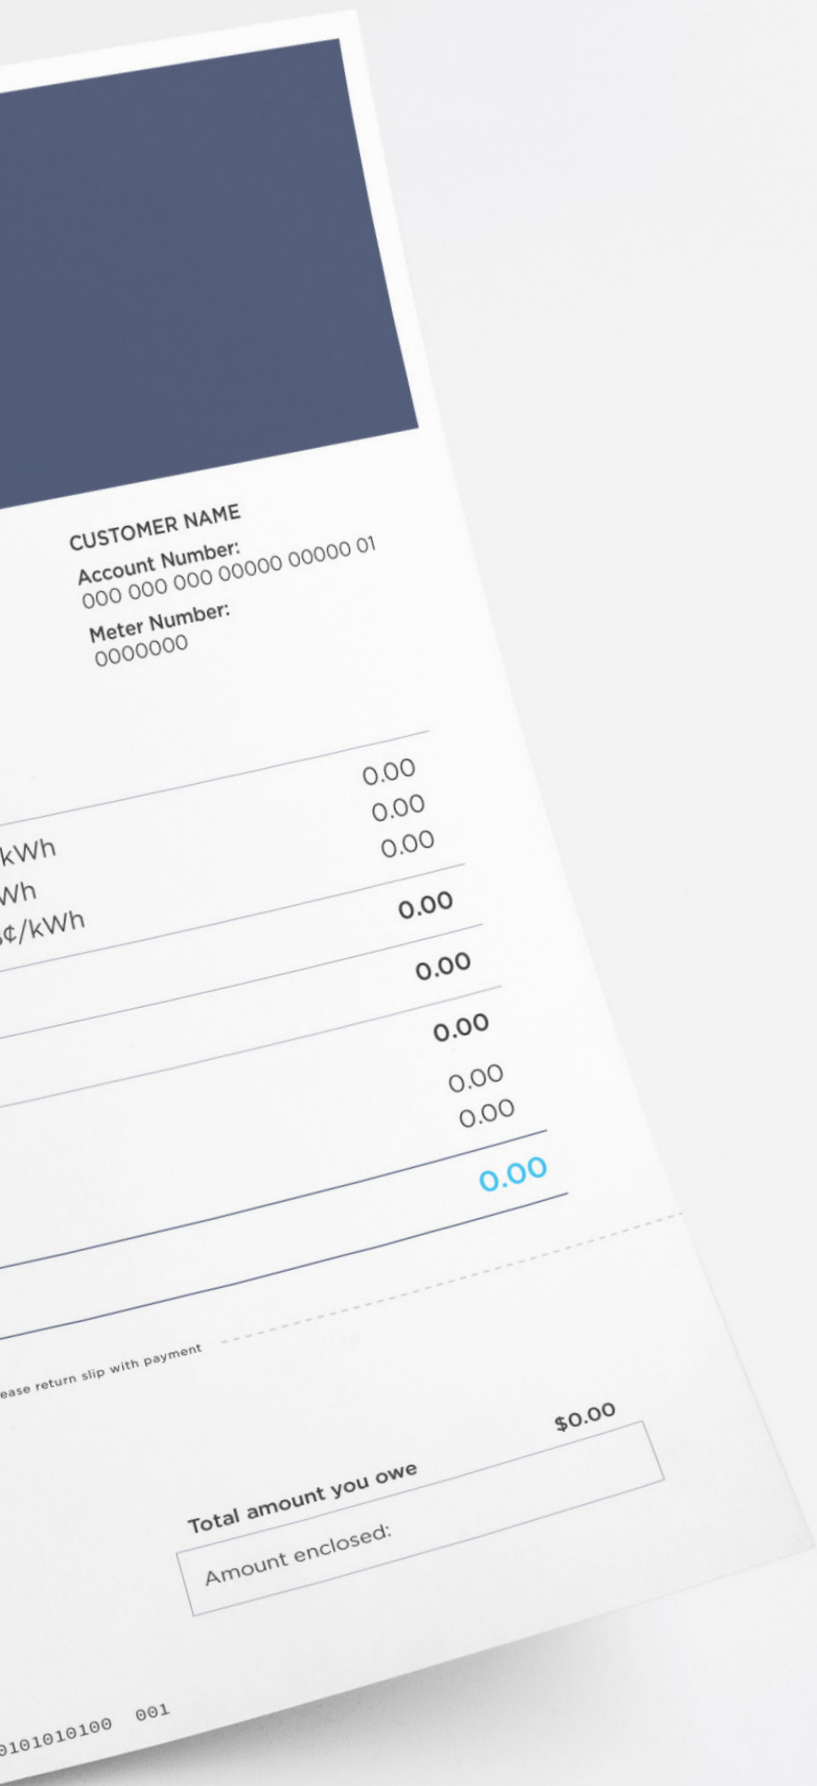 CUSTOMER NAME
Account Number:
000 000 000 00000 00000 01
Meter Number:
0000000
0.00
/kWh 0.00
Wh 0.00
¢/kWh
0.00
0.00
0.00
0.00
0.00
0.00
ease return slip with payment
Total amount you owe $0.00
Amount enclosed:
0101010100 001